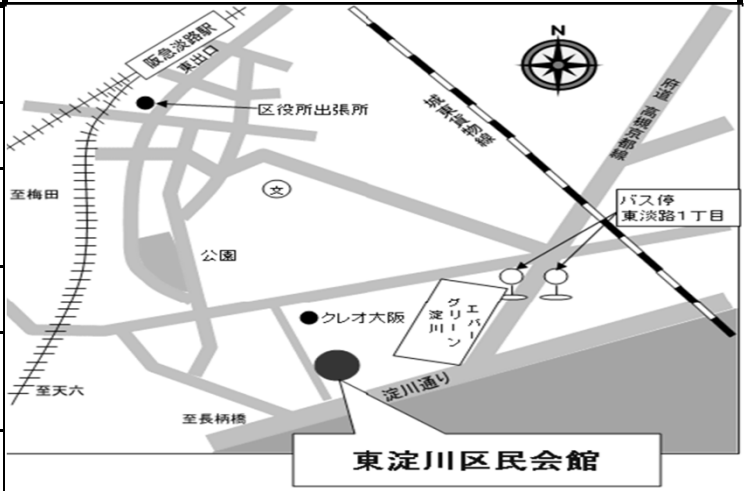 阪急淡路駅
東出口
N
区役所出張所
城東貨物線
府道 高槻京都線
文
至梅田
バス停
東淡路1丁目
公園
クレオ大阪
エバー
グリーン
淀川
至天六
淀川通り
至長柄橋
東淀川区民会館